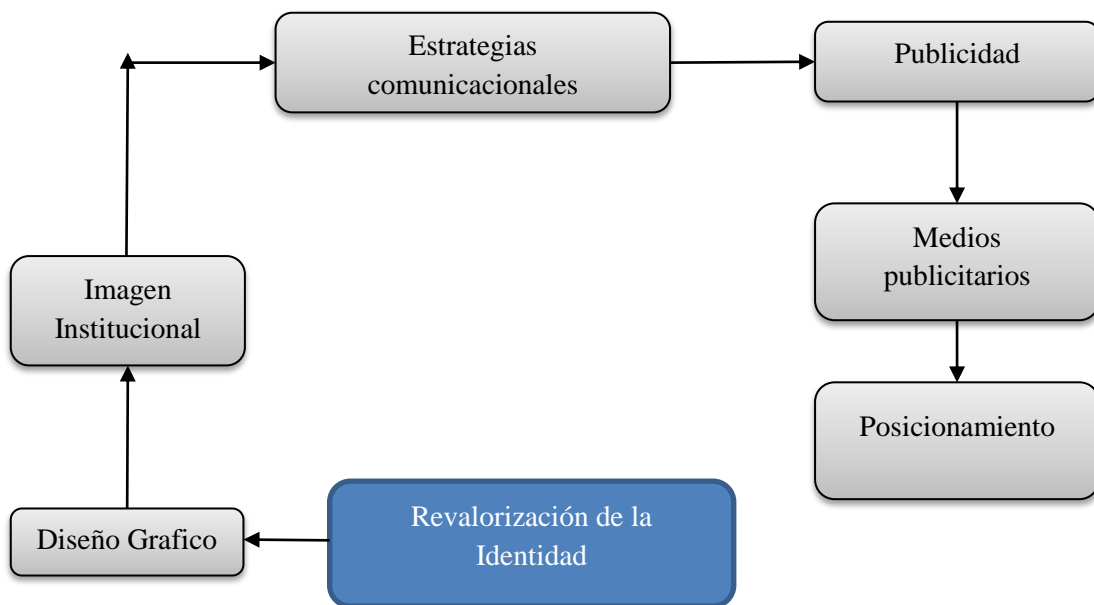 Estrategias
comunicacionales
Publicidad
Medios
publicitarios
Imagen
Institucional
Posicionamiento
Revalorización de la
Identidad
Diseño Grafico